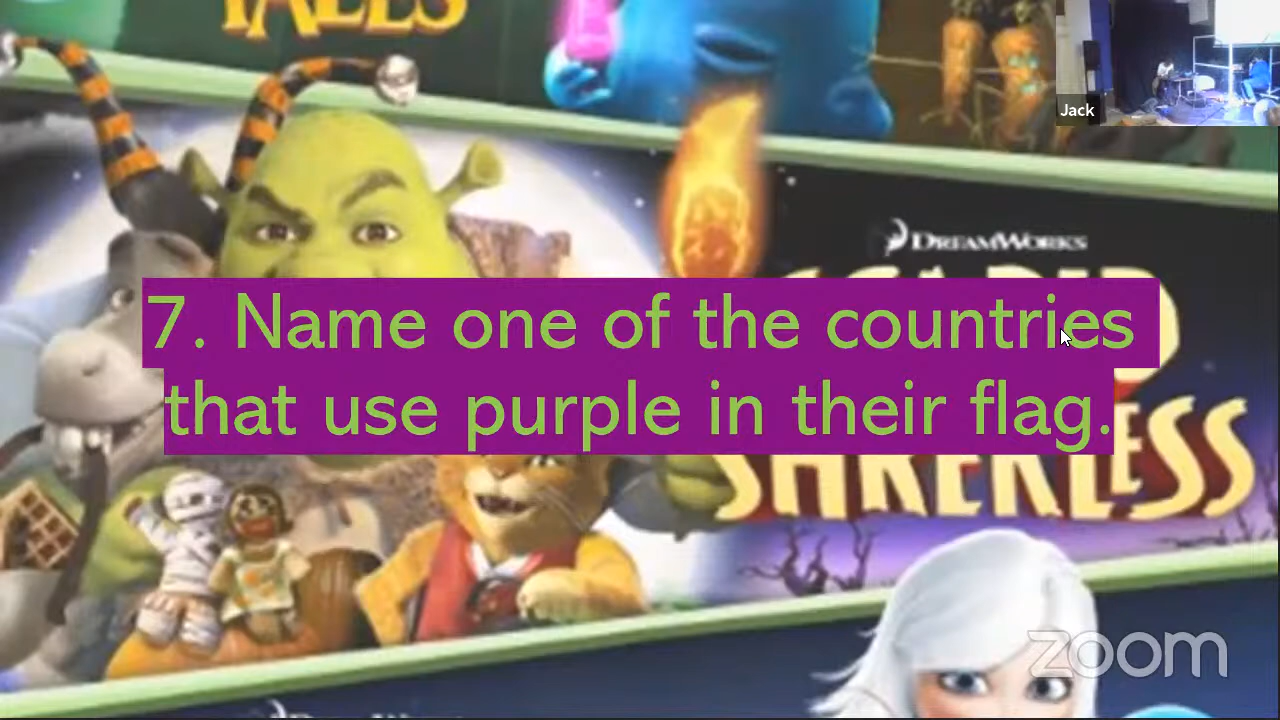 TALES
Jack
DREAMWORKS
7. Name one of the countries
that use purple in their flag.
SHREKLESS
zoom